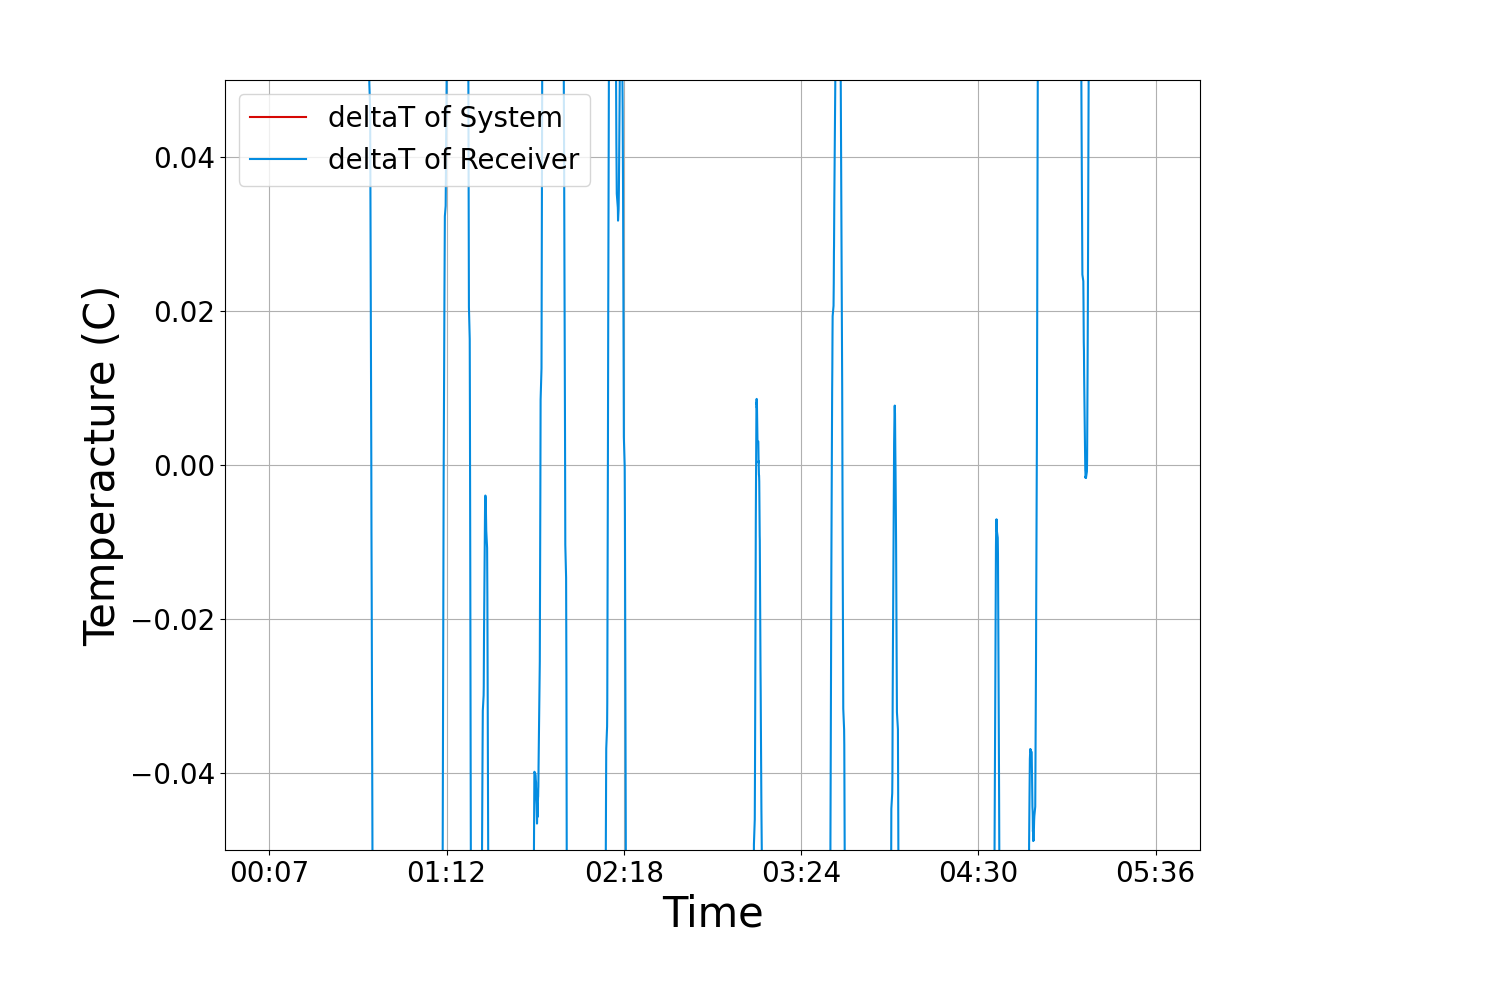 deltaT of System
deltaT of Receiver
0.04
0.02
0.00
−0.02
−0.04
Temperacture (C)
00:07 01:12 02:18 03:24 04:30 05:36
Time